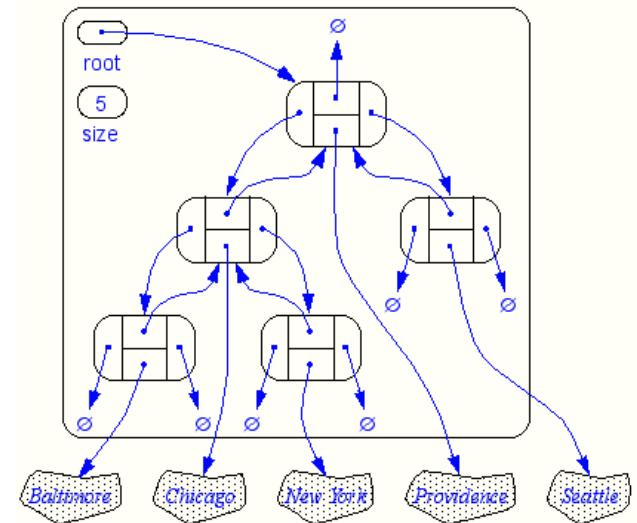 ∅
root
5
size
∅
∅
∅
∅
∅
∅
Baltimore
Chicago
New York
Providence
Seattle